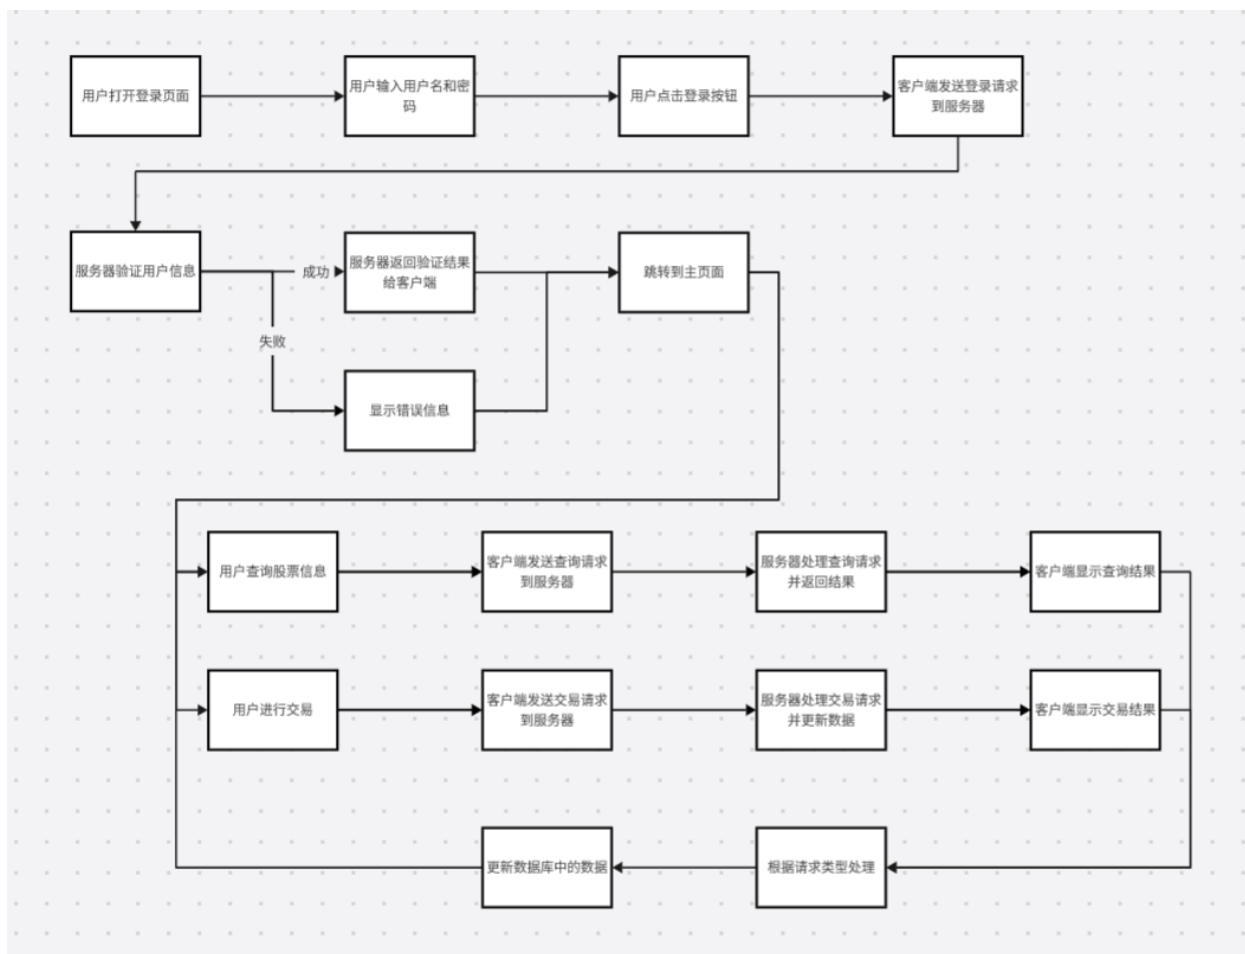 用户打开登录页面
用户输入用户名和密
码
用户点击登录按钮
客户端发送登录请求
到服务器
服务器验证用户信息
成功
服务器返回验证结果
给客户端
跳转到主页面
失败
显示错误信息
用户查询股票信息
客户端发送查询请求
到服务器
服务器处理查询请求
并返回结果
客户端显示查询结果
用户进行交易
客户端发送交易请求
到服务器
服务器处理交易请求
并更新数据
客户端显示交易结果
更新数据库中的数据
根据请求类型处理